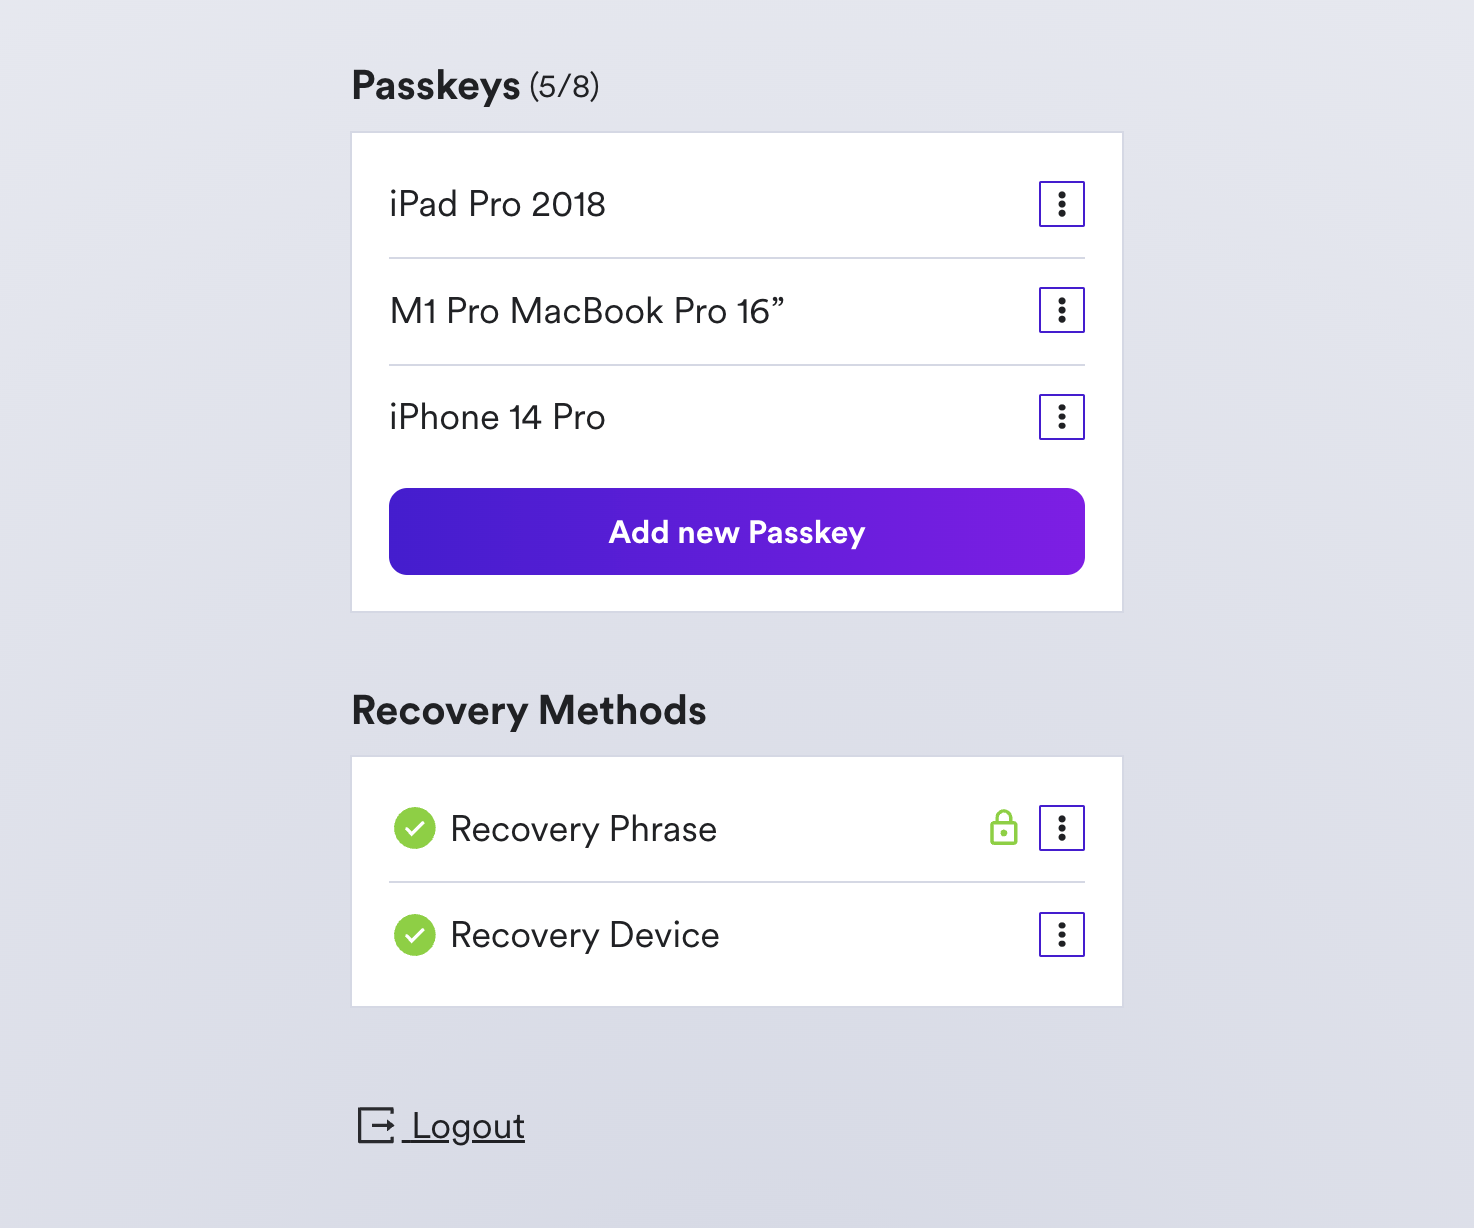 Passkeys (5/8)
iPad Pro 2018
M1 Pro MacBook Pro 16”
iPhone 14 Pro
Add new Passkey
Recovery Methods
Recovery Phrase
Recovery Device
Logout